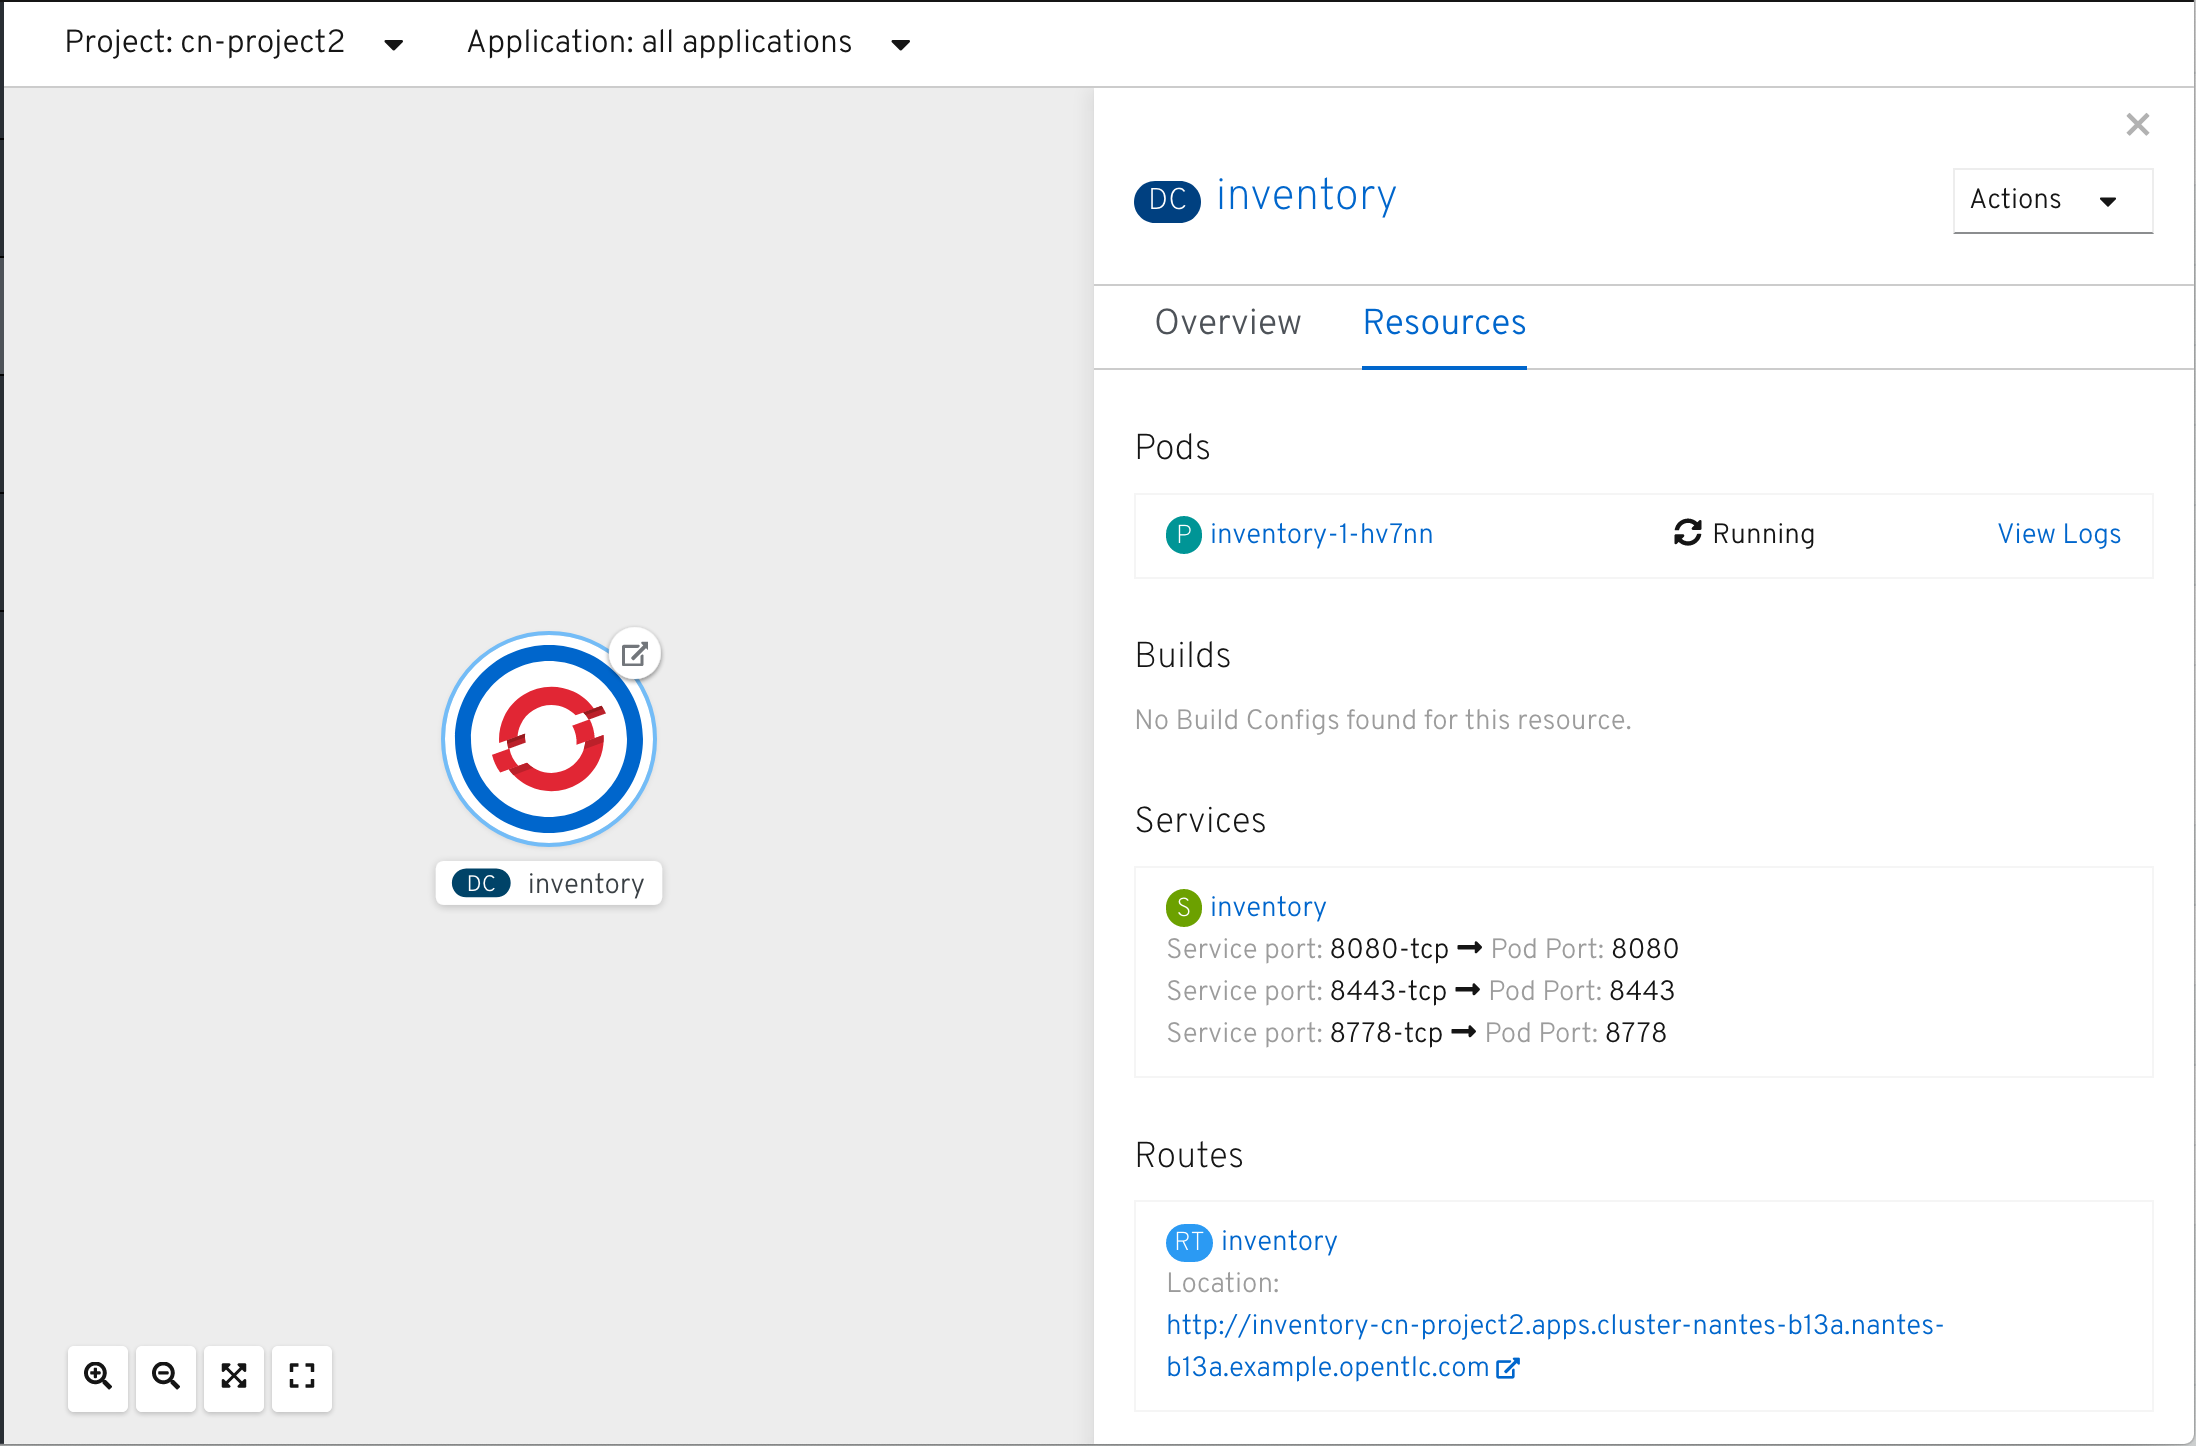 Project: cn-project2
Application: all applications
DC inventory
Actions
Overview
Resources
Pods
P inventory-1-hv7nn
Running
View Logs
Builds
No Build Configs found for this resource.
Services
S inventory
Service port: 8080-tcp → Pod Port: 8080
Service port: 8443-tcp → Pod Port: 8443
Service port: 8778-tcp → Pod Port: 8778
Routes
RT inventory
Location:
http://inventory-cn-project2.apps.cluster-nantes-b13a.nantes-
b13a.example.opentlc.com
DC inventory